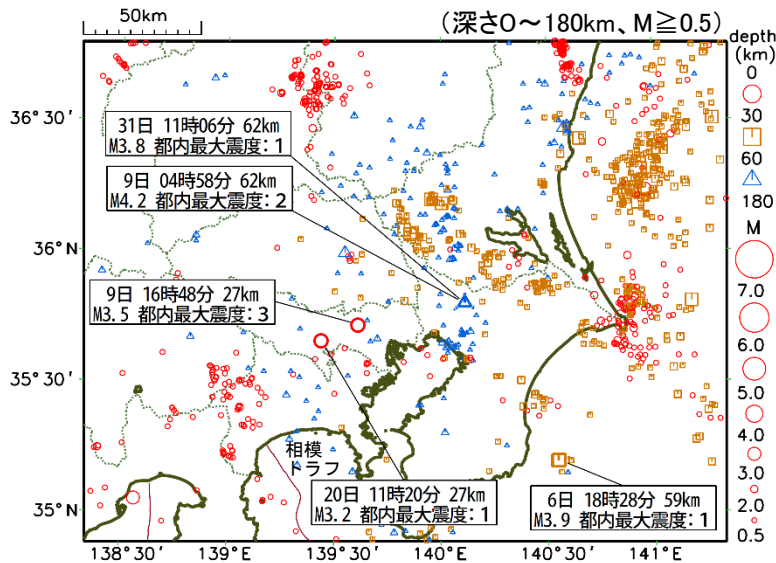 50km
(深さ0~180km、M≧0.5)
depth
(km)
0
30
60
180
M
7.0
6.0
5.0
4.0
3.0
2.0
0.5
36°30′
36°N
35°30′
35°N
31日 11時06分 62km
M3.8 都内最大震度:1
9日 04時58分 62km
M4.2 都内最大震度:2
9日 16時48分 27km
M3.5 都内最大震度:3
相模
トラフ
20日 11時20分 27km
M3.2 都内最大震度:1
6日 18時28分 59km
M3.9 都内最大震度:1
138°30′
139°E
139°30′
140°E
140°30′
141°E